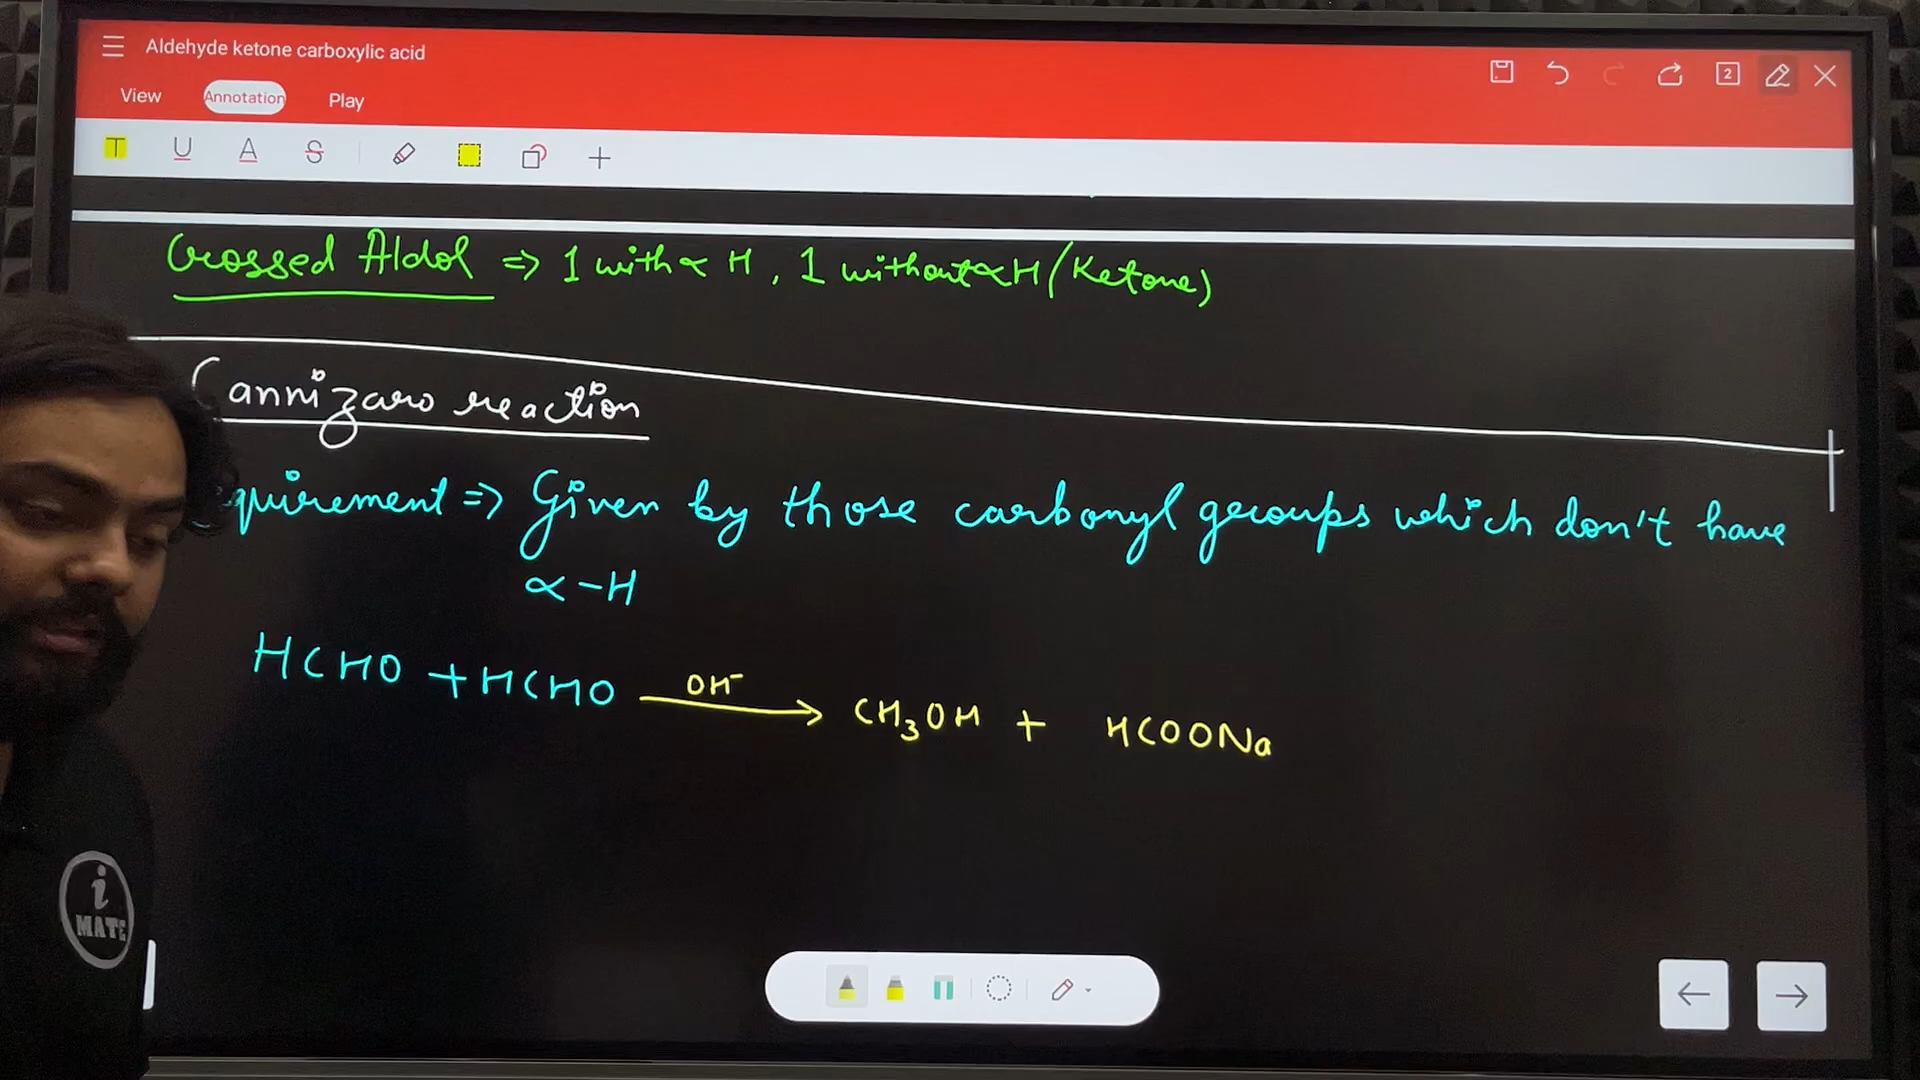 Aldehyde ketone carboxylic acid
View Annotation Play
T U A S
2
Crossed Aldol ⇒ 1 with α H, 1 without αH/(Ketone)
Cannizaro reaction
quirement ⇒ Given by those carbonyl groups which don't have
α-H
HCHO + HCHO OH⁻ → CH₃OH + HCOONa
i
MATE